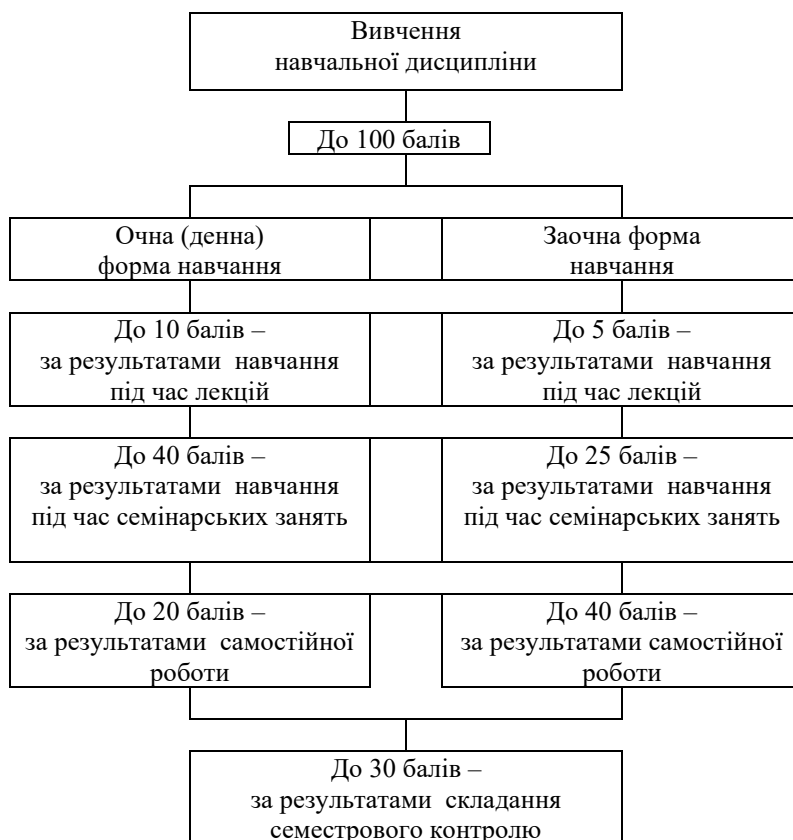 Вивчення
навчальної дисципліни
До 100 балів
Очна (денна)
форма навчання
Заочна форма
навчання
До 10 балів –
за результатами навчання
під час лекцій
До 5 балів –
за результатами навчання
під час лекцій
До 40 балів –
за результатами навчання
під час семінарських занять
До 25 балів –
за результатами навчання
під час семінарських занять
До 20 балів –
за результатами самостійної
роботи
До 40 балів –
за результатами самостійної
роботи
До 30 балів –
за результатами складання
семестрового контролю